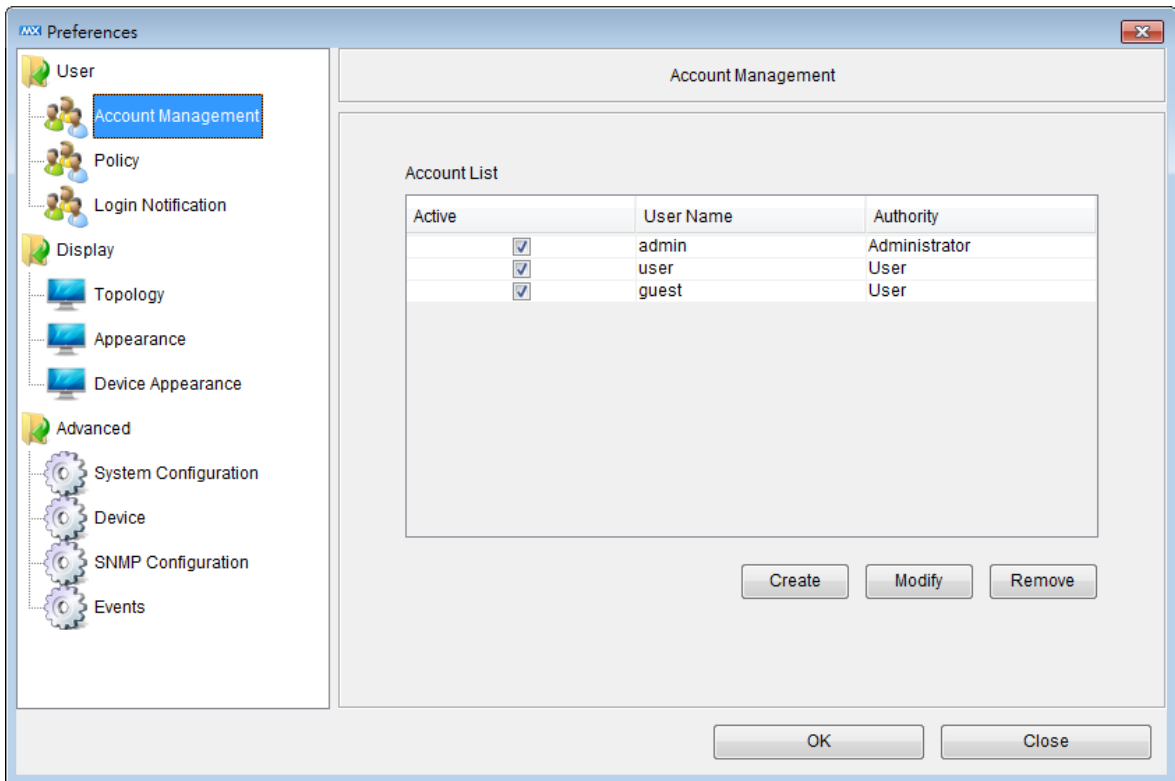 MX Preferences
User
Account Management
Policy
Login Notification
Display
Topology
Appearance
Device Appearance
Advanced
System Configuration
Device
SNMP Configuration
Events
Account Management
Account List
Active User Name Authority
admin Administrator
user User
guest User
Create Modify Remove
OK Close